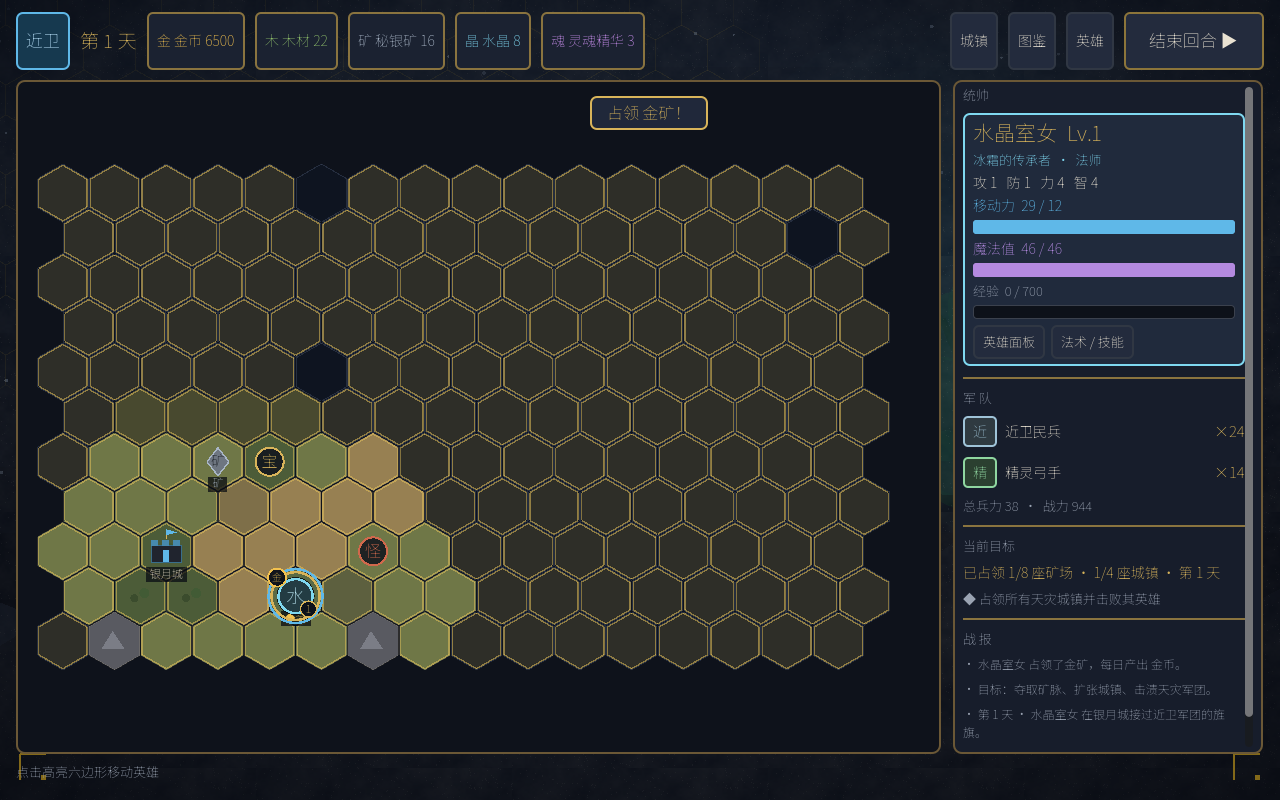 近卫
第 1 天
金 金币 6500
木 木材 22
矿 秘银矿 16
晶 水晶 8
魂 灵魂精华 3
城镇
图鉴
英雄
结束回合 ▶
占领 金矿！
矿
矿
宝
银月城
怪
金
水
1
统帅
水晶室女 Lv.1
冰霜的传承者 · 法师
攻 1 防 1 力 4 智 4
移动力 29 / 12
魔法值 46 / 46
经验 0 / 700
英雄面板
法术 / 技能
军队
近 近卫民兵 ×24
精 精灵弓手 ×14
总兵力 38 · 战力 944
当前目标
已占领 1/8 座矿场 · 1/4 座城镇 · 第 1 天
◆ 占领所有天灾城镇并击败其英雄
战报
· 水晶室女 占领了金矿，每日产出 金币。
· 目标：夺取矿脉、扩张城镇、击溃天灾军团。
· 第 1 天 · 水晶室女 在银月城接过近卫军团的旌
旗。
点击高亮六边形移动英雄